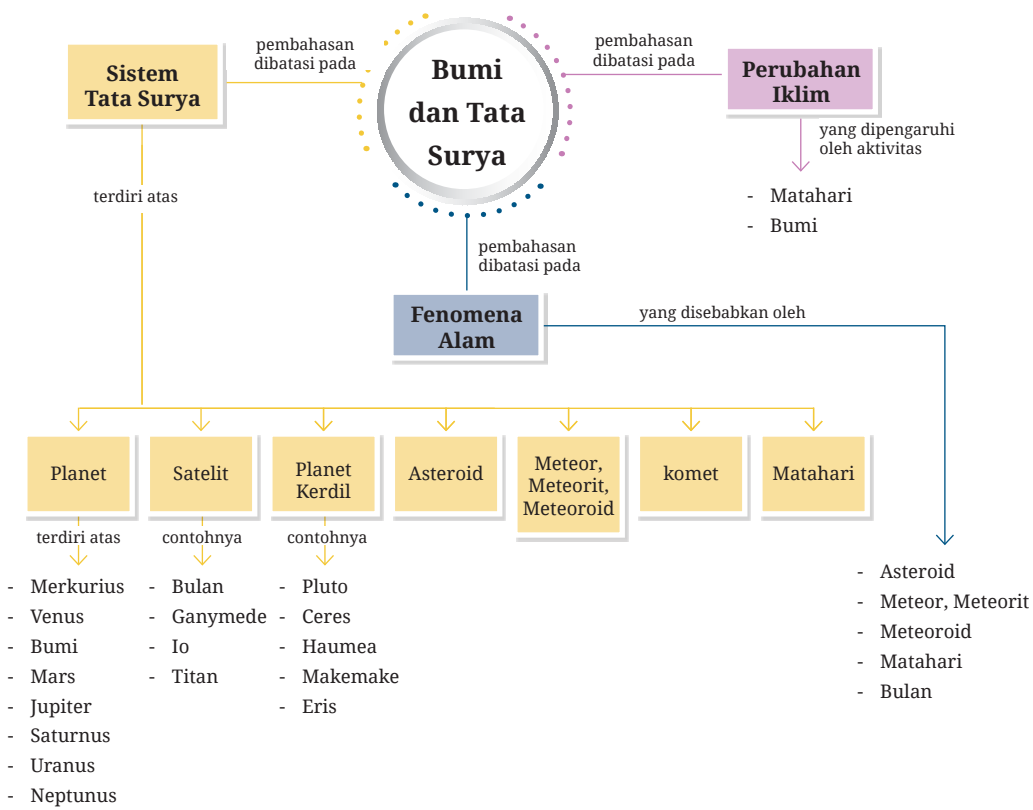 Bumi
dan Tata
Surya
pembahasan
dibatasi pada
Sistem
Tata Surya
terdiri atas
pembahasan
dibatasi pada
Perubahan
Iklim
yang dipengaruhi
oleh aktivitas
- Matahari
- Bumi
pembahasan
dibatasi pada
Fenomena
Alam
yang disebabkan oleh
Planet
Satelit
Planet
Kerdil
Asteroid
Meteor,
Meteorit,
Meteoroid
komet
Matahari
terdiri atas
- Merkurius
- Venus
- Bumi
- Mars
- Jupiter
- Saturnus
- Uranus
- Neptunus
contohnya
- Bulan
- Ganymede
- Io
- Titan
contohnya
- Pluto
- Ceres
- Haumea
- Makemake
- Eris
- Asteroid
- Meteor, Meteorit
- Meteoroid
- Matahari
- Bulan